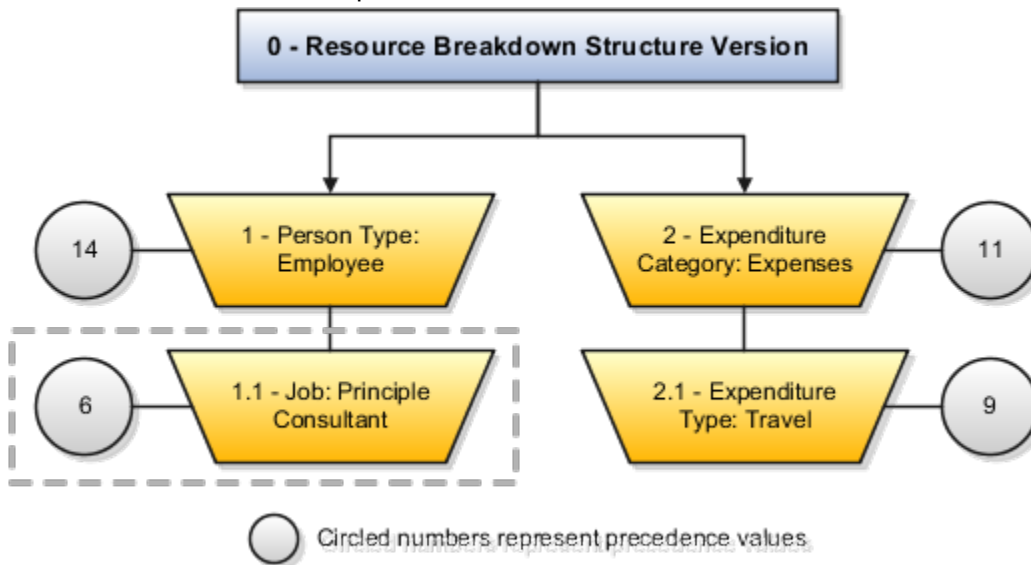 0 - Resource Breakdown Structure Version
14
1 - Person Type:
Employee
2 - Expenditure
Category: Expenses
11
6
1.1 - Job: Principle
Consultant
2.1 - Expenditure
Type: Travel
9
Circled numbers represent precedence values